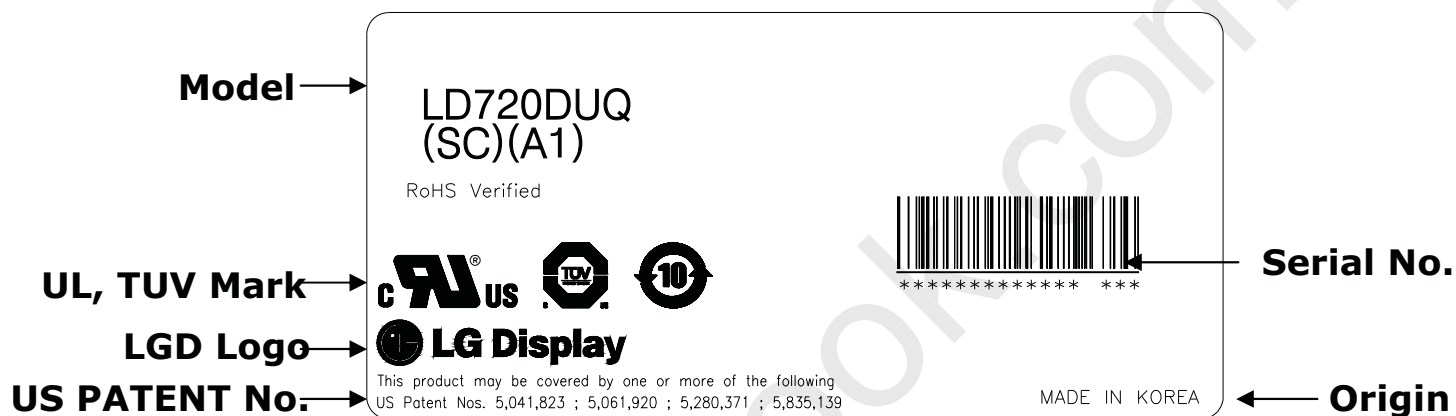 Model
LD720DUQ
(SC)(A1)
RoHS Verified
UL, TUV Mark
C RU® US TÜV 10
************ ***
Serial No.
LGD Logo
LG Display
US PATENT No.
This product may be covered by one or more of the following
US Patent Nos. 5,041,823 ; 5,061,920 ; 5,280,371 ; 5,835,139
MADE IN KOREA
Origin